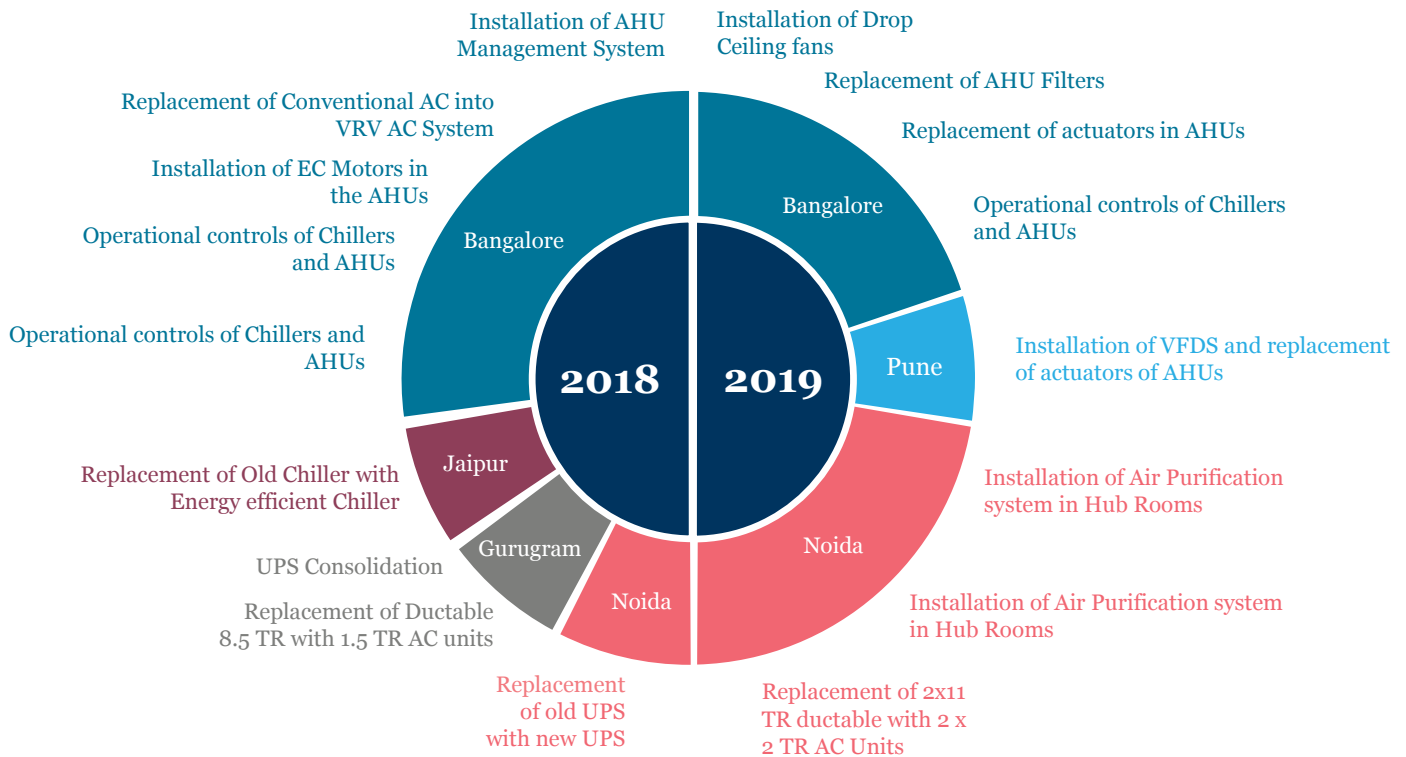 Installation of AHU
Management System
Replacement of Conventional AC into
VRV AC System
Installation of EC Motors in
the AHUs
Operational controls of Chillers
and AHUs
Operational controls of Chillers and
AHUs
Replacement of Old Chiller with
Energy efficient Chiller
UPS Consolidation
Replacement of Ductable
8.5 TR with 1.5 TR AC units
Replacement
of old UPS
with new UPS
Bangalore
Jaipur
Gurugram
Noida
2018
2019
Bangalore
Pune
Noida
Installation of Drop
Ceiling fans
Replacement of AHU Filters
Replacement of actuators in AHUs
Operational controls of Chillers
and AHUs
Installation of VFDS and replacement
of actuators of AHUs
Installation of Air Purification
system in Hub Rooms
Installation of Air Purification system
in Hub Rooms
Replacement of 2x11
TR ductable with 2 x
2 TR AC Units